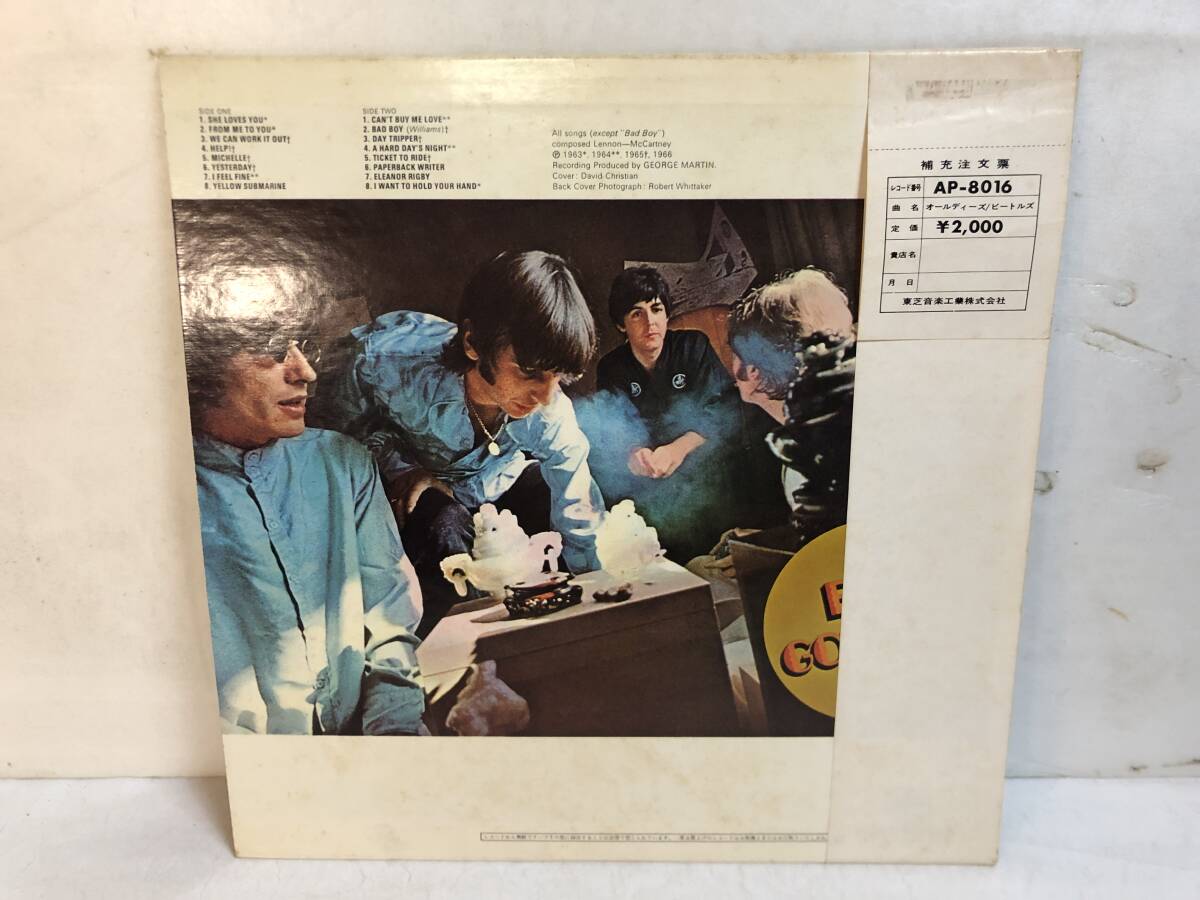 SIDE ONE
1. SHE LOVES YOU*
2. FROM ME TO YOU*
3. WE CAN WORK IT OUT†
4. HELP!†
5. MICHELLE†
6. YESTERDAY†
7. I FEEL FINE**
8. YELLOW SUBMARINE
SIDE TWO
1. CAN'T BUY ME LOVE**
2. BAD BOY (Williams)†
3. DAY TRIPPER†
4. A HARD DAY'S NIGHT**
5. TICKET TO RIDE†
6. PAPERBACK WRITER
7. ELEANOR RIGBY
8. I WANT TO HOLD YOUR HAND*
All songs (except "Bad Boy")
composed Lennon—McCartney
℗ 1963*, 1964**, 1965†, 1966
Recording Produced by GEORGE MARTIN.
Cover: David Christian
Back Cover Photograph: Robert Whittaker
補充注文票
レコード番号 AP-8016
曲名 オールディーズ/ビートルズ
定価 ¥2,000
貴店名
月日
東芝音楽工業株式会社